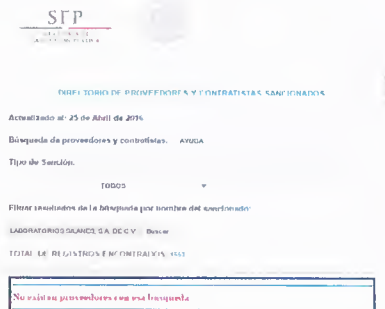 SFP
DIRECTORIO DE PROVEEDORES Y CONTRATISTAS SANCIONADOS
Actualizado al: 25 de Abril de 2016
Búsqueda de proveedores y contratistas. AYUDA
Tipo de Sanción.
TODOS
Filtrar resultados de la búsqueda por nombre del sancionado:
LABORATORIOS SILANES, S.A. DE C.V. Buscar
TOTAL DE REGISTROS ENCONTRADOS:
No existen proveedores con esa búsqueda